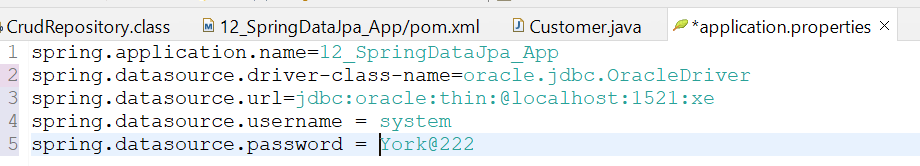 CrudRepository.class 12_SpringDataJpa_App/pom.xml Customer.java *application.properties
1 spring.application.name=12_SpringDataJpa_App
2 spring.datasource.driver-class-name=oracle.jdbc.OracleDriver
3 spring.datasource.url=jdbc:oracle:thin:@localhost:1521:xe
4 spring.datasource.username = system
5 spring.datasource.password = York@222